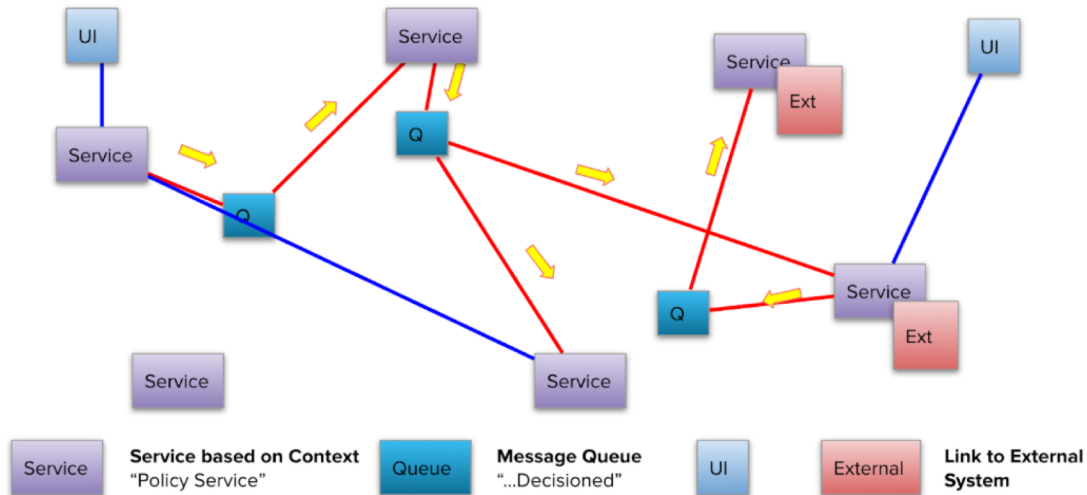 UI
Service
Service
UI
Ext
Q
Service
Q
Service
Q
Ext
Service
Service
Service
Service based on Context
"Policy Service"
Queue
Message Queue
"...Decisioned"
UI
External
Link to External
System